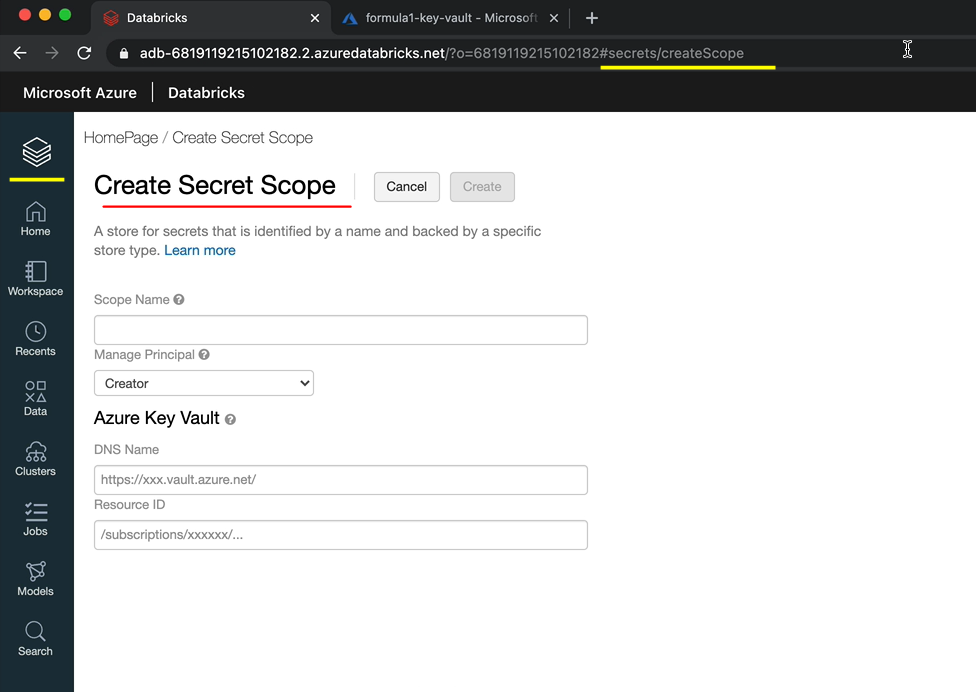 Databricks
formula1-key-vault - Microsoft
adb-6819119215102182.2.azuredatabricks.net/?o=6819119215102182#secrets/createScope
Microsoft Azure
Databricks
HomePage / Create Secret Scope
Create Secret Scope
Cancel
Create
A store for secrets that is identified by a name and backed by a specific
store type. Learn more
Scope Name
Manage Principal
Creator
Azure Key Vault
DNS Name
https://xxx.vault.azure.net/
Resource ID
/subscriptions/xxxxxx/...
Home
Workspace
Recents
Data
Clusters
Jobs
Models
Search